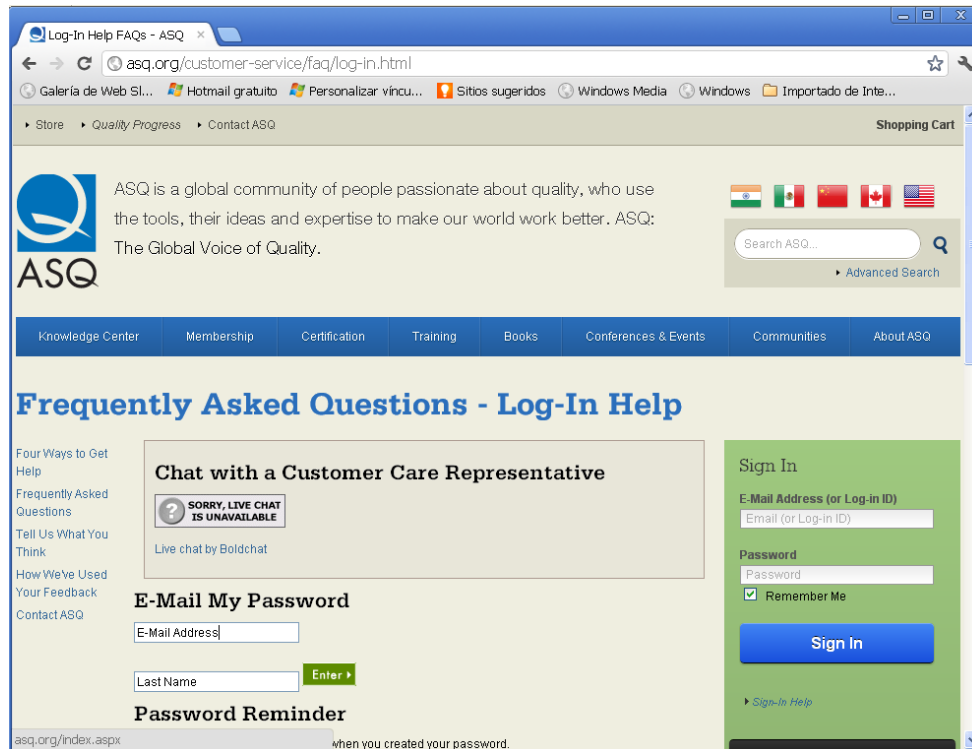 Log-In Help FAQs - ASQ
asq.org/customer-service/faq/log-in.html
Galería de Web Sl...
Hotmail gratuito
Personalizar víncu...
Sitios sugeridos
Windows Media
Windows
Importado de Inte...
Store
Quality Progress
Contact ASQ
Shopping Cart
ASQ
ASQ is a global community of people passionate about quality, who use
the tools, their ideas and expertise to make our world work better. ASQ:
The Global Voice of Quality.
Search ASQ...
Advanced Search
Knowledge Center
Membership
Certification
Training
Books
Conferences & Events
Communities
About ASQ
Frequently Asked Questions - Log-In Help
Four Ways to Get
Help
Frequently Asked
Questions
Tell Us What You
Think
How We've Used
Your Feedback
Contact ASQ
Chat with a Customer Care Representative
SORRY, LIVE CHAT
IS UNAVAILABLE
Live chat by Boldchat
E-Mail My Password
E-Mail Address
Last Name
Enter
Password Reminder
when you created your password.
Sign In
E-Mail Address (or Log-in ID)
Email (or Log-in ID)
Password
Password
Remember Me
Sign In
Sign-In Help
asq.org/index.aspx